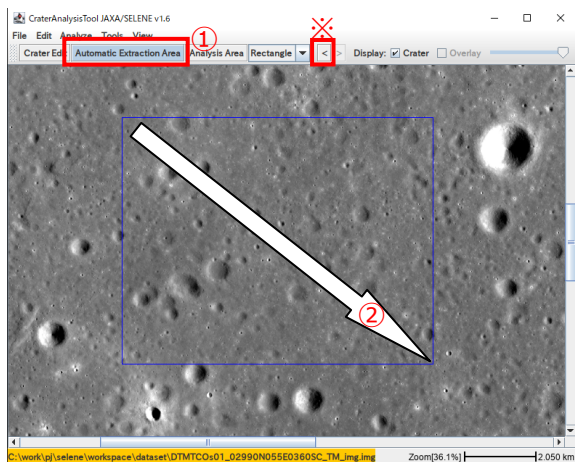 CraterAnalysisTool JAXA/SELENE v1.6
① ※
File Edit Analyze Tools View
Crater Ed Automatic Extraction Area Analysis Area Rectangle < > Display: Crater Overlay
②
C:\work\pj\selene\workspace\dataset\DTMTCOs01_02990N055E0360SC_TM_img.img Zoom[36.1%] 2.050 km